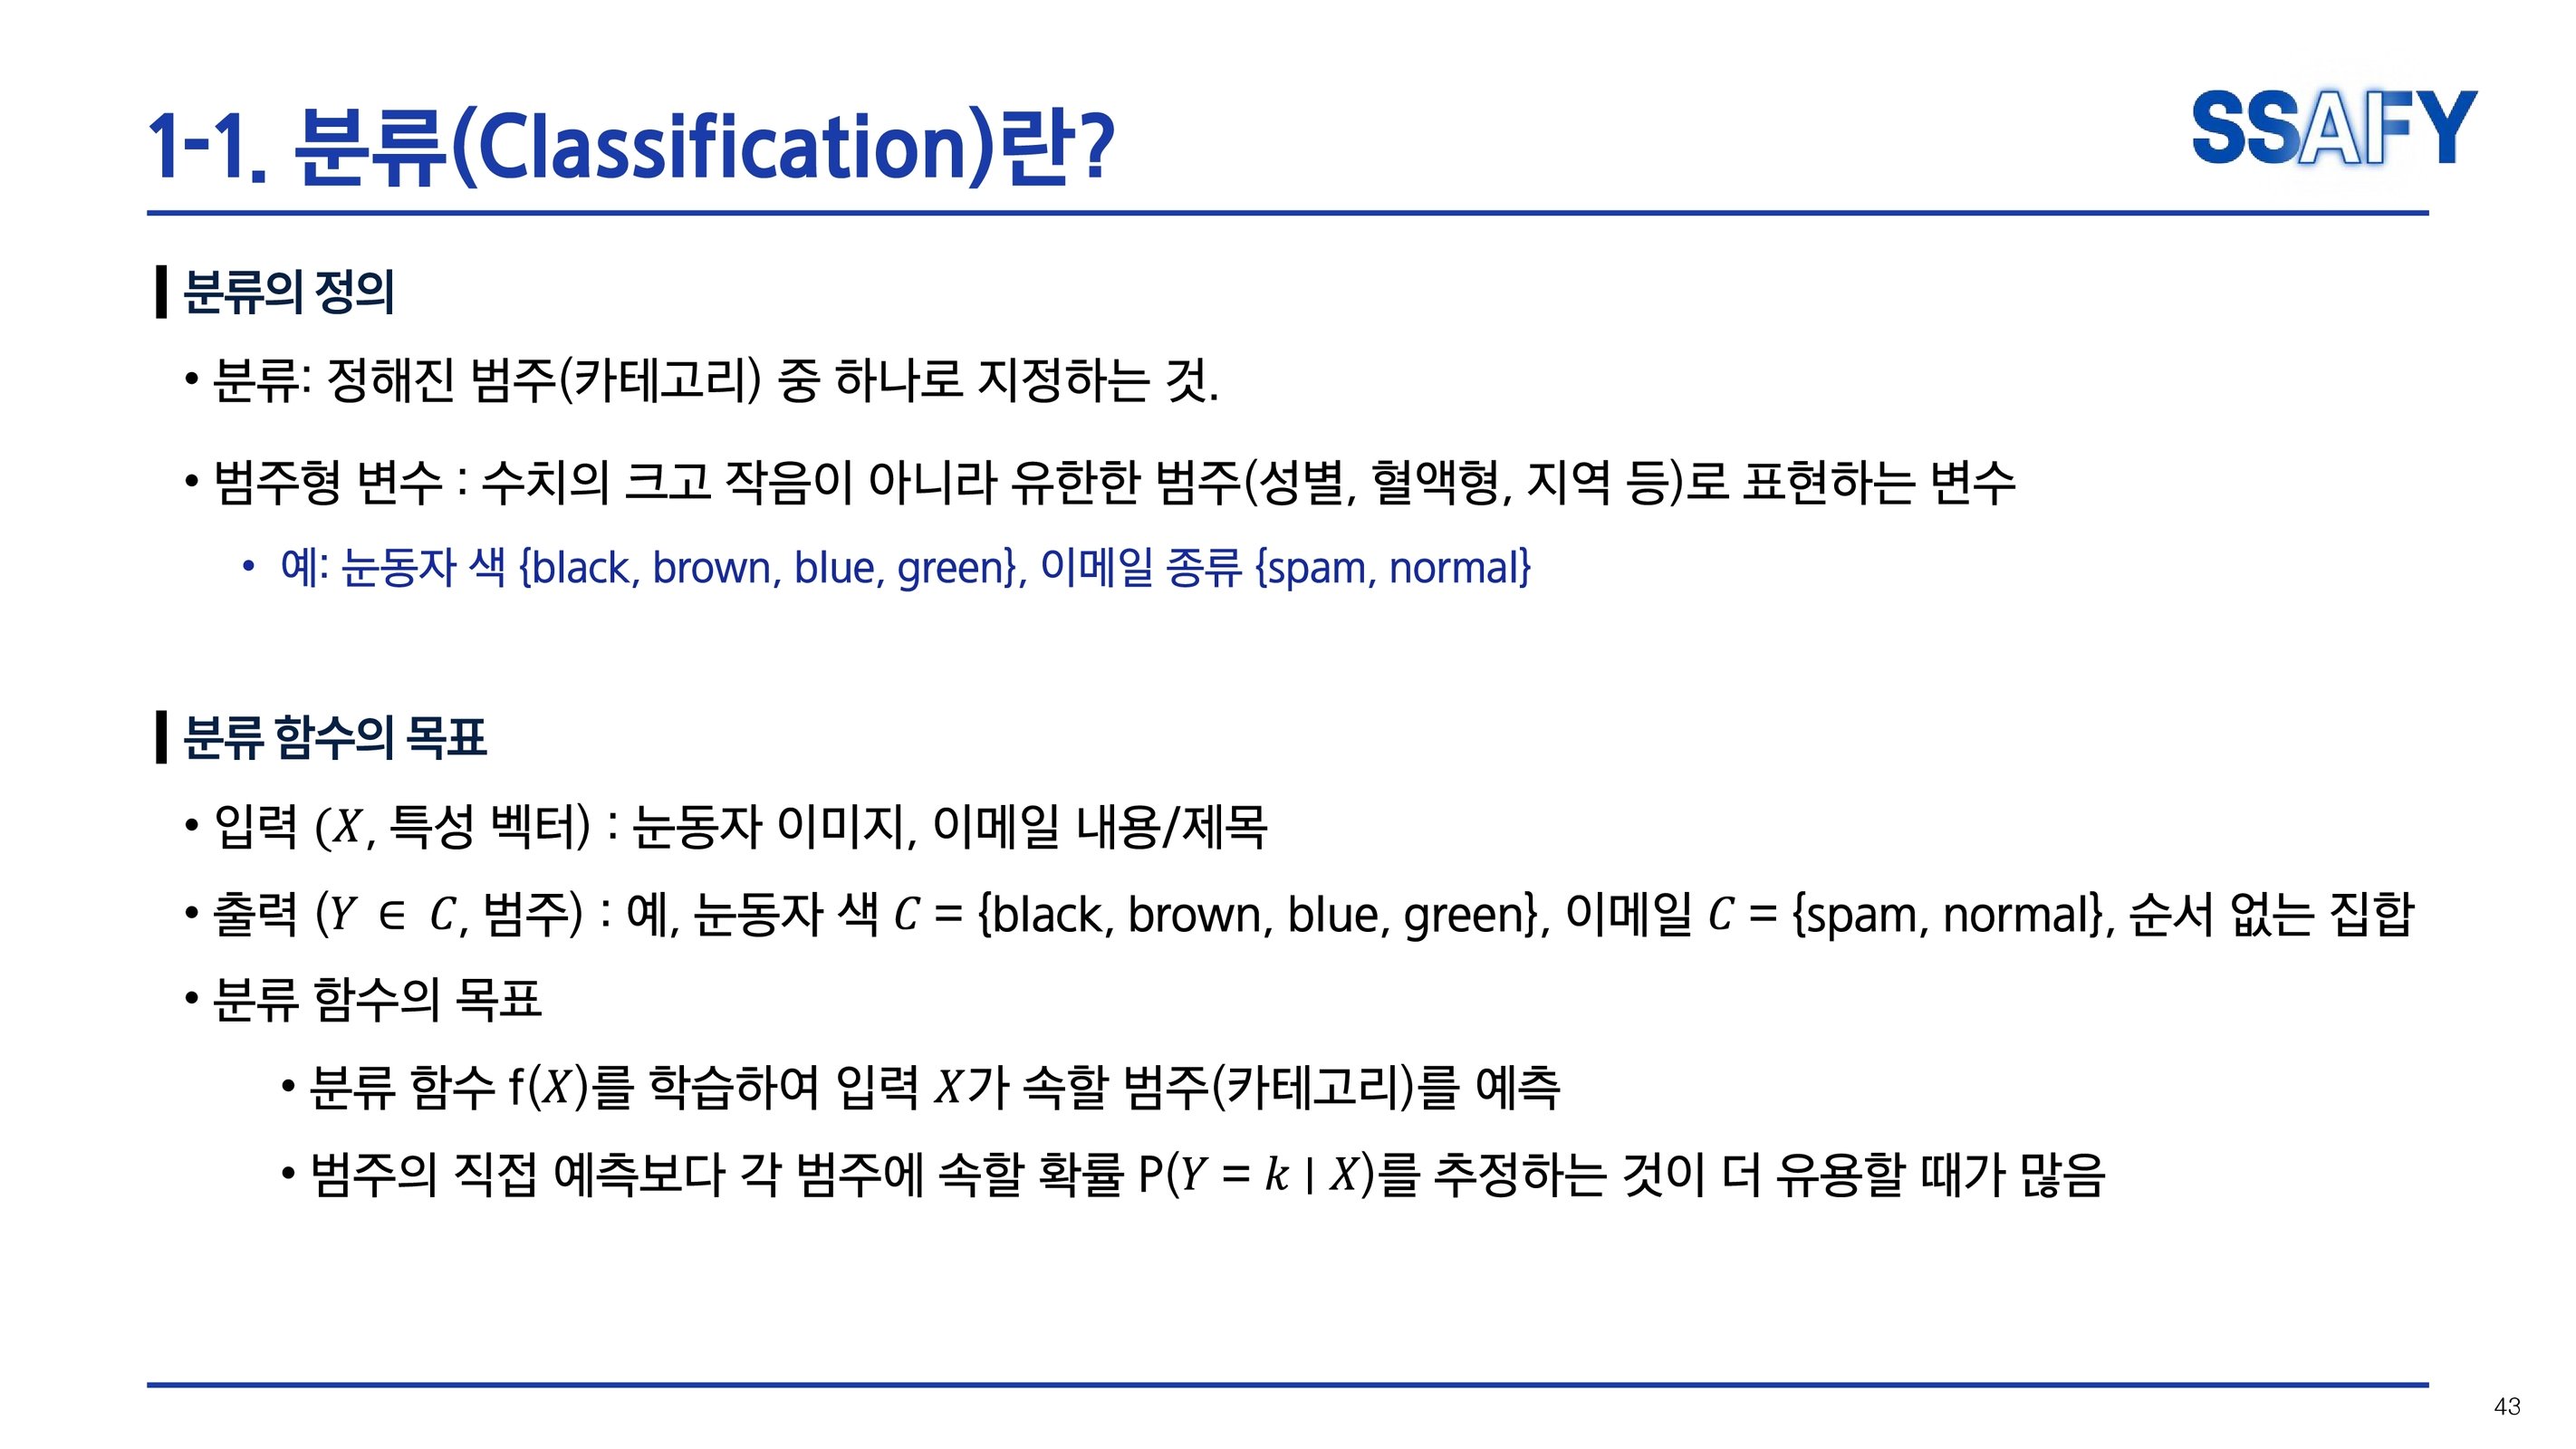 1-1. 분류(Classification)란?
SSAFY
분류의 정의
• 분류: 정해진 범주(카테고리) 중 하나로 지정하는 것.
• 범주형 변수 : 수치의 크고 작음이 아니라 유한한 범주(성별, 혈액형, 지역 등)로 표현하는 변수
• 예: 눈동자 색 {black, brown, blue, green}, 이메일 종류 {spam, normal}
분류 함수의 목표
• 입력 (X, 특성 벡터) : 눈동자 이미지, 이메일 내용/제목
• 출력 (Y ∈ C, 범주) : 예, 눈동자 색 C = {black, brown, blue, green}, 이메일 C = {spam, normal}, 순서 없는 집합
• 분류 함수의 목표
• 분류 함수 f(X)를 학습하여 입력 X가 속할 범주(카테고리)를 예측
• 범주의 직접 예측보다 각 범주에 속할 확률 P(Y = k | X)를 추정하는 것이 더 유용할 때가 많음
43